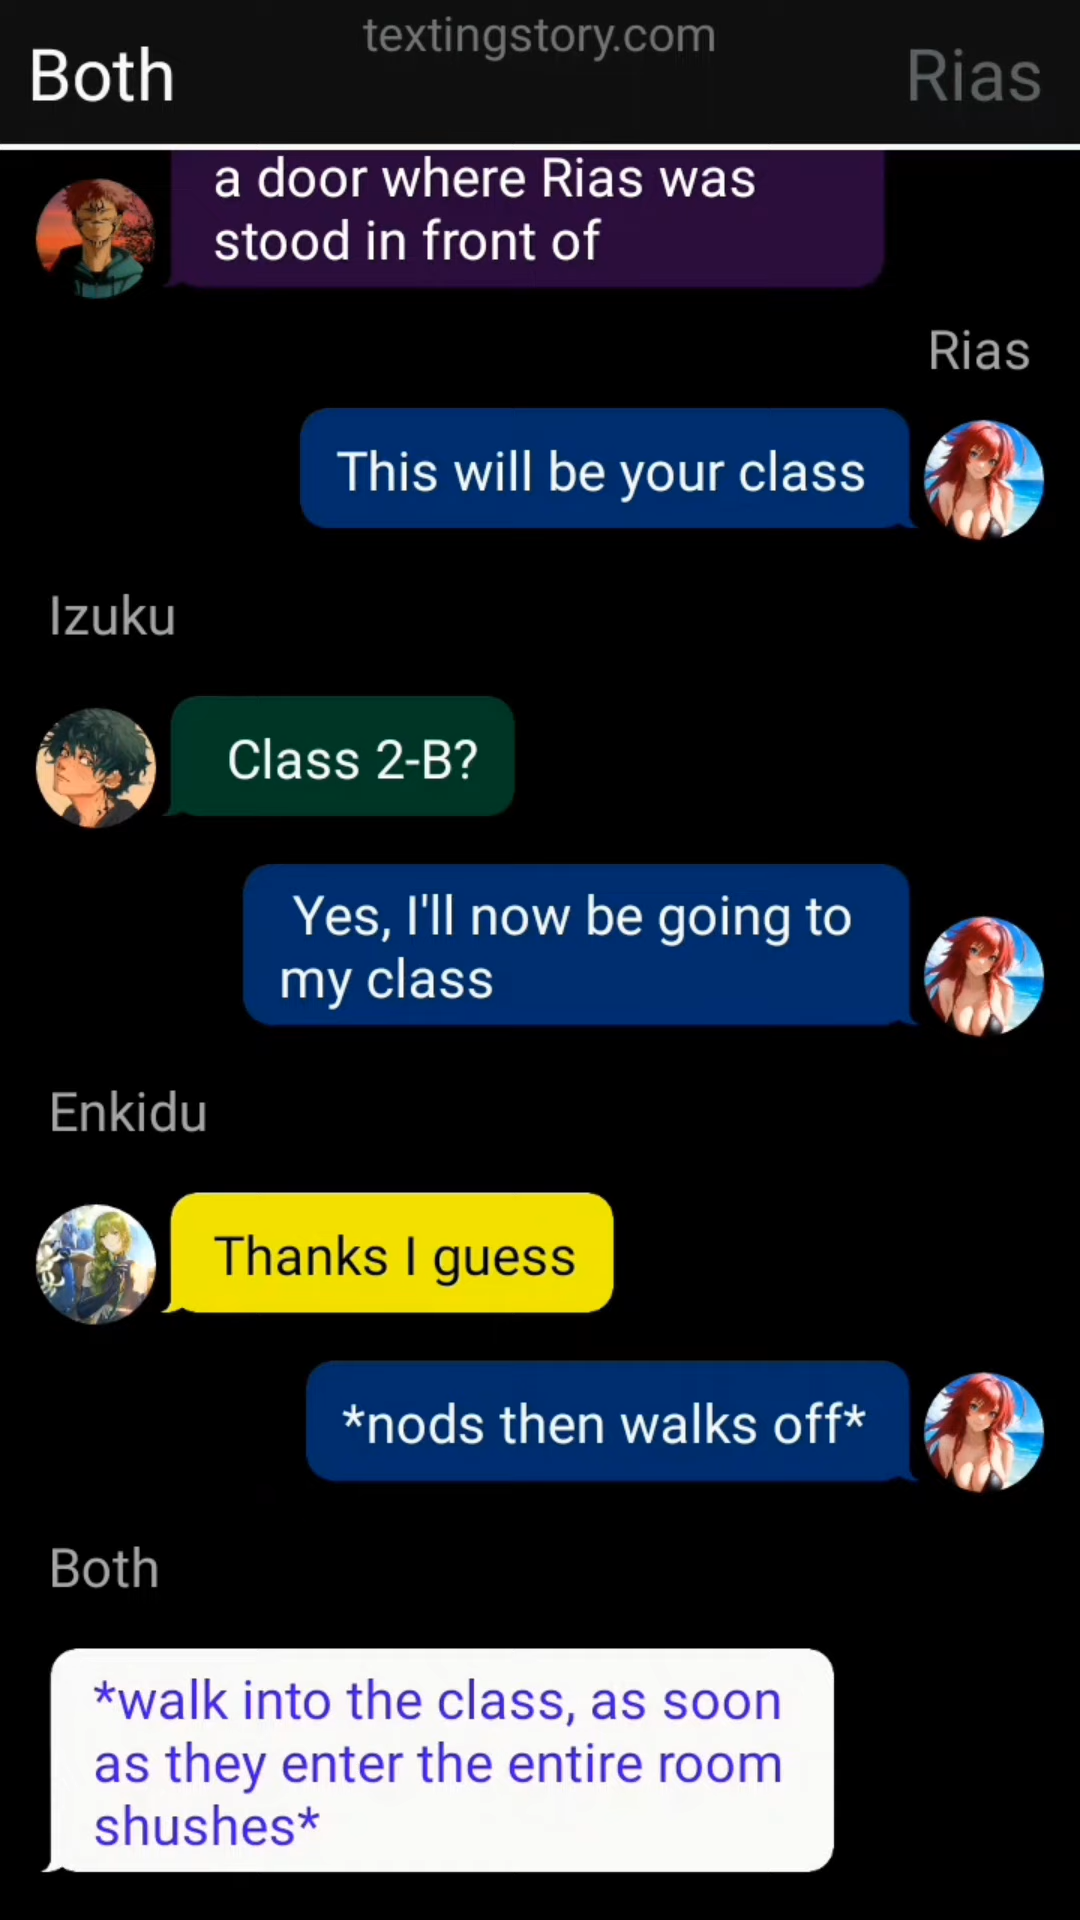 textingstory.com
Both
Rias
a door where Rias was
stood in front of
Rias
This will be your class
Izuku
Class 2-B?
Yes, I'll now be going to
my class
Enkidu
Thanks I guess
*nods then walks off*
Both
*walk into the class, as soon
as they enter the entire room
shushes*